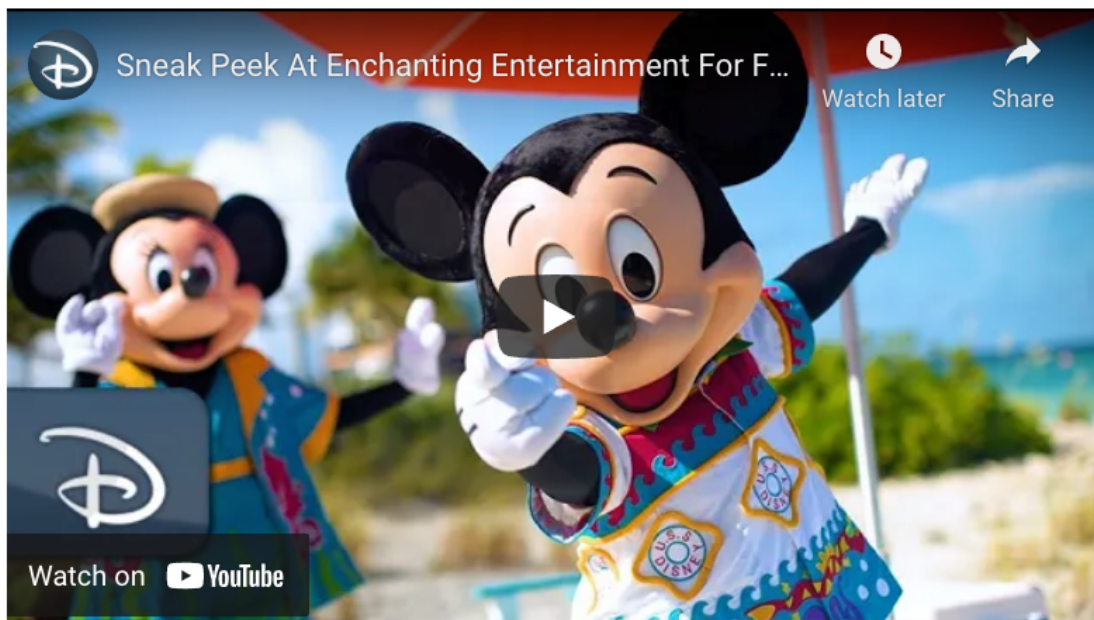 Sneak Peek At Enchanting Entertainment For F...
Watch later
Share
U.S.S
DISNEY
U.S.S
DISNEY
Watch on YouTube